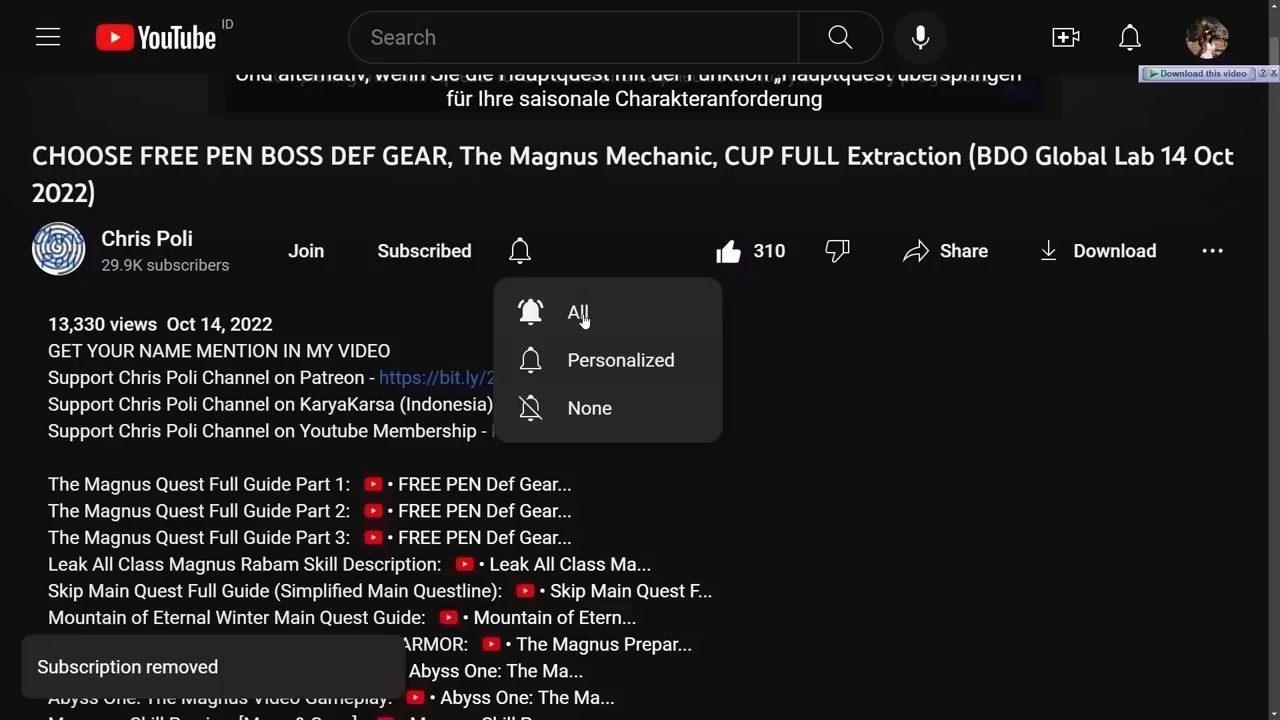 YouTube
ID
Search
Download this video
? X
Und alternativ, wenn Sie die Hauptquest mit der Funktion „Hauptquest überspringen“
für Ihre saisonale Charakteranforderung
CHOOSE FREE PEN BOSS DEF GEAR, The Magnus Mechanic, CUP FULL Extraction (BDO Global Lab 14 Oct
2022)
Chris Poli
29.9K subscribers
Join
Subscribed
310
Share
Download
All
Personalized
None
13,330 views Oct 14, 2022
GET YOUR NAME MENTION IN MY VIDEO
Support Chris Poli Channel on Patreon - https://bit.ly/2
Support Chris Poli Channel on KaryaKarsa (Indonesia)
Support Chris Poli Channel on Youtube Membership -
The Magnus Quest Full Guide Part 1: • FREE PEN Def Gear...
The Magnus Quest Full Guide Part 2: • FREE PEN Def Gear...
The Magnus Quest Full Guide Part 3: • FREE PEN Def Gear...
Leak All Class Magnus Rabam Skill Description: • Leak All Class Ma...
Skip Main Quest Full Guide (Simplified Main Questline): • Skip Main Quest F...
Mountain of Eternal Winter Main Quest Guide: • Mountain of Etern...
ARMOR: • The Magnus Prepar...
Abyss One: The Ma...
Abyss One: The Magnus Video Gameplay: • Abyss One: The Ma...
Subscription removed